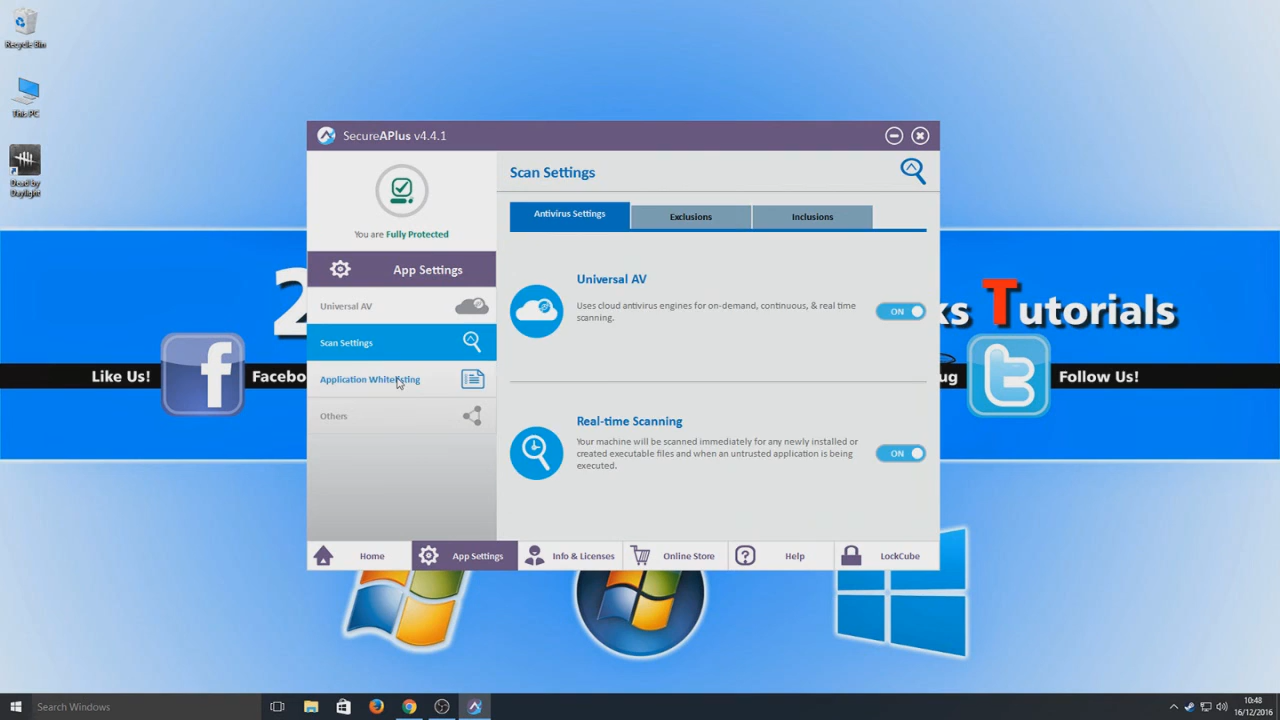 Recycle Bin
This PC
Dead by
Daylight
SecureAPlus v4.4.1
You are Fully Protected
App Settings
Universal AV
Scan Settings
Application Whitelisting
Others
Scan Settings
Antivirus Settings
Exclusions
Inclusions
Universal AV
Uses cloud antivirus engines for on-demand, continuous, & real time
scanning.
ON
Real-time Scanning
Your machine will be scanned immediately for any newly installed or
created executable files and when an untrusted application is being
executed.
ON
Home
App Settings
Info & Licenses
Online Store
Help
LockCube
2
ks Tutorials
Like Us!
f
Facebo
ug
t
Follow Us!
Search Windows
10:48
16/12/2016